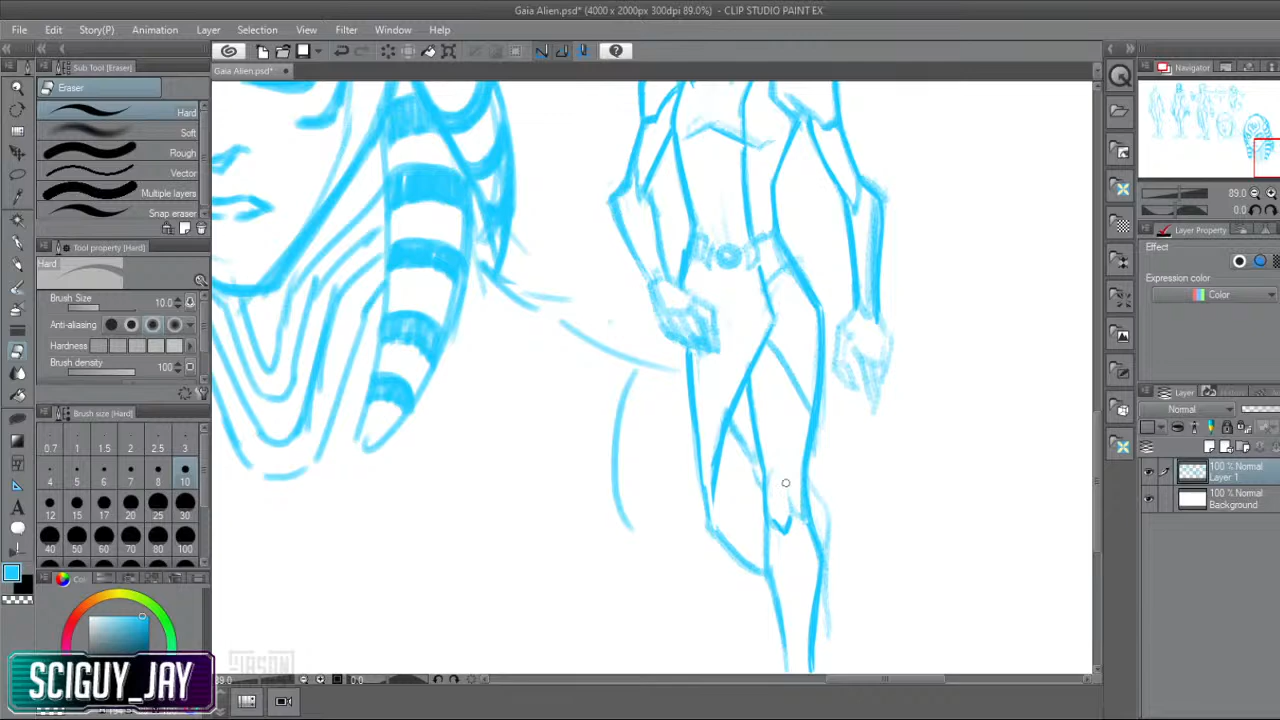 Gaia Alien.psd* (4000 x 2000px 300dpi 89.0%) - CLIP STUDIO PAINT EX
File Edit Story(P) Animation Layer Selection View Filter Window Help
Sub Tool [Eraser]
Eraser
Hard
Soft
Rough
Vector
Multiple layers
Snap eraser
Tool property [Hard]
Hard
Brush Size 10.0
Anti-aliasing
Hardness
Brush density 100
Brush size [Hard]
0.7 1 1.5 2 2.5 3
4 5 6 7 8 10
12 15 17 20 25 30
40 50 60 70 80 100
Gaia Alien.psd*
Navigator
89.0
0.0
Layer Property
Effect
Expression color
Color
Layer
Normal
100 % Normal
Layer 1
100 % Normal
Background
SCIGUY_JAY
89.0
0.0